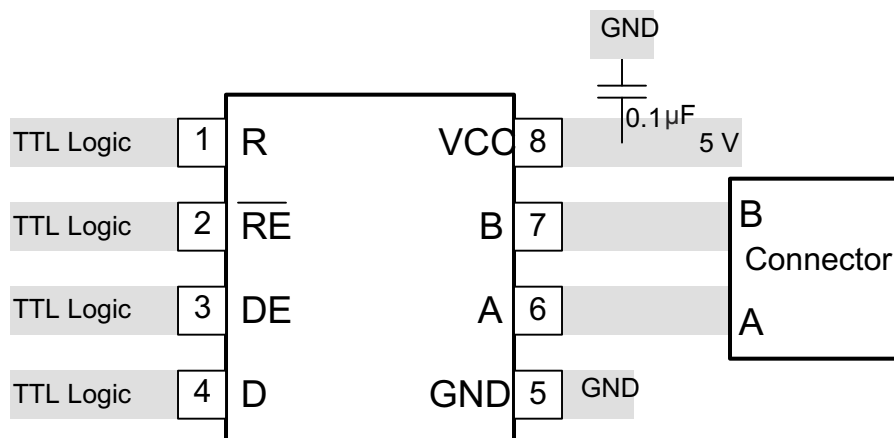 GND
0.1µF
TTL Logic 1 R VCC 8 5 V
TTL Logic 2 RE B 7 B
Connector
TTL Logic 3 DE A 6 A
TTL Logic 4 D GND 5 GND